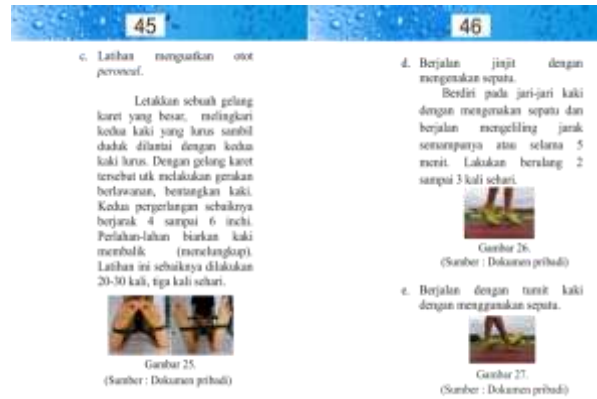 45
c. Latihan menguatkan otot
peroneal.
Letakkan sebuah gelang
karet yang besar, melingkari
kedua kaki yang lurus sambil
duduk dilantai dengan kedua
kaki lurus. Dengan gelang karet
tersebut utk melakukan gerakan
berlawanan, bentangkan kaki.
Kedua pergerlangan sebaiknya
berjarak 4 sampai 6 inchi.
Perlahan-lahan biarkan kaki
membalik (menelungkup).
Latihan ini sebaiknya dilakukan
20-30 kali, tiga kali sehari.
Gambar 25.
(Sumber : Dokumen pribadi)
46
d. Berjalan jinjit dengan
mengenakan sepatu.
Berdiri pada jari-jari kaki
dengan mengenakan sepatu dan
berjalan mengeliling jarak
semampunya atau selama 5
menit. Lakukan berulang 2
sampai 3 kali sehari.
Gambar 26.
(Sumber : Dokumen pribadi)
e. Berjalan dengan tumit kaki
dengan menggunakan sepatu.
Gambar 27.
(Sumber : Dokumen pribadi)